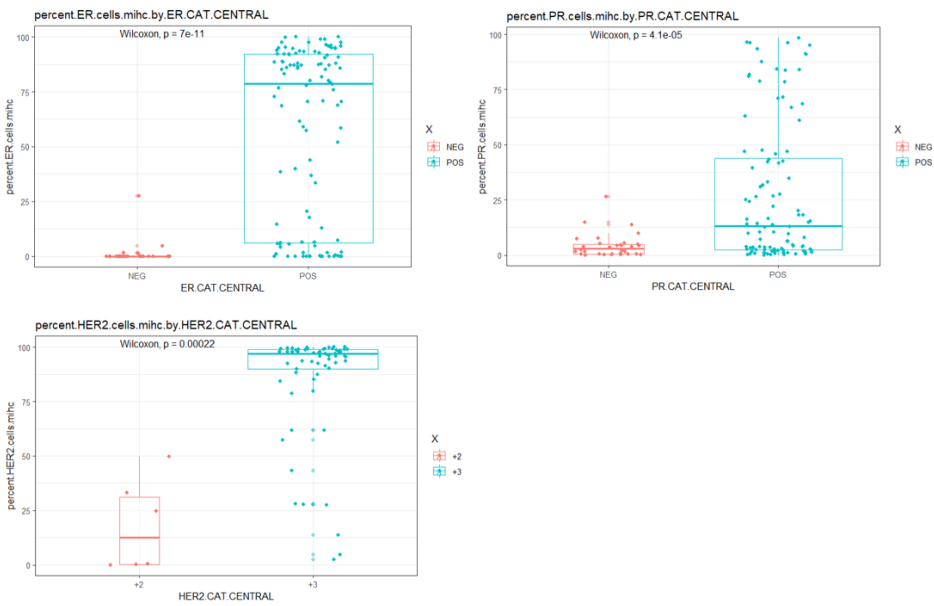 percent.ER.cells.mihc.by.ER.CAT.CENTRAL
Wilcoxon, p = 7e-11
100
75
50
25
0
percent.ER.cells.mihc
NEG
POS
ER.CAT.CENTRAL
X
NEG
POS
percent.PR.cells.mihc.by.PR.CAT.CENTRAL
Wilcoxon, p = 4.1e-05
100
75
50
25
0
percent.PR.cells.mihc
NEG
POS
PR.CAT.CENTRAL
X
NEG
POS
percent.HER2.cells.mihc.by.HER2.CAT.CENTRAL
Wilcoxon, p = 0.00022
100
75
50
25
0
percent.HER2.cells.mihc
+2
+3
HER2.CAT.CENTRAL
X
+2
+3